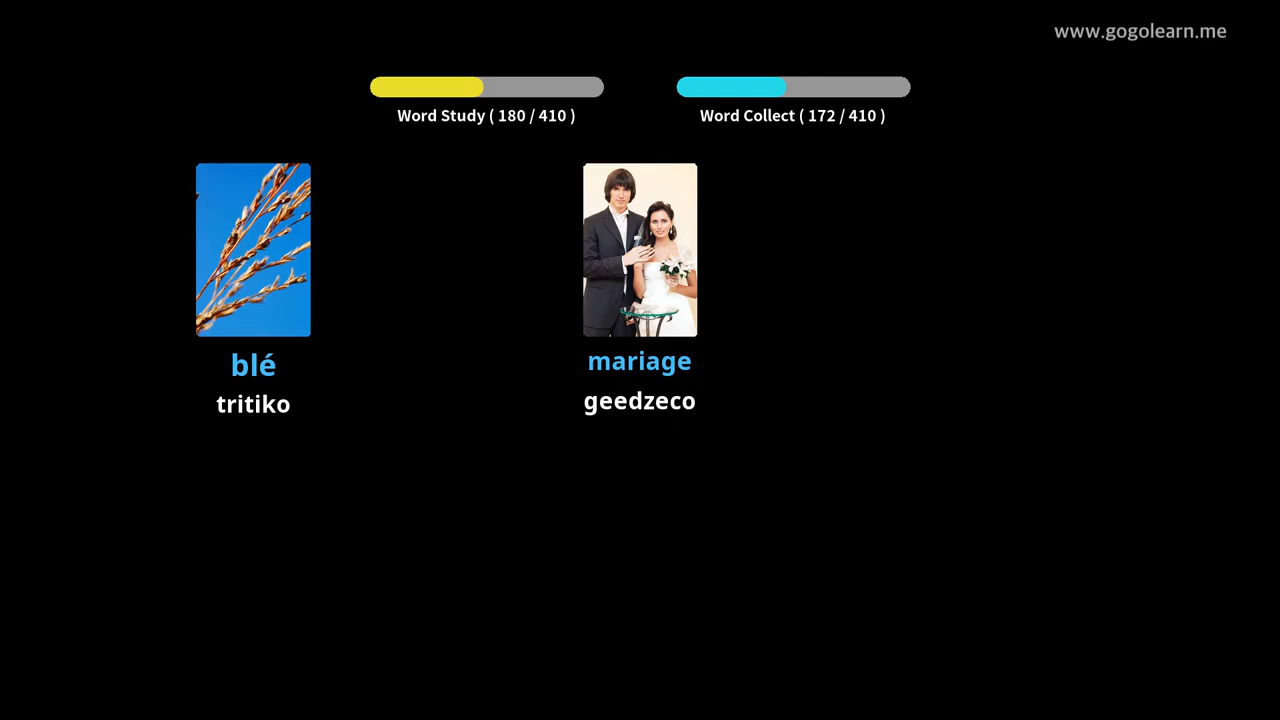 www.gogolearn.me
Word Study ( 180 / 410 )
Word Collect ( 172 / 410 )
blé
tritiko
mariage
geedzeco